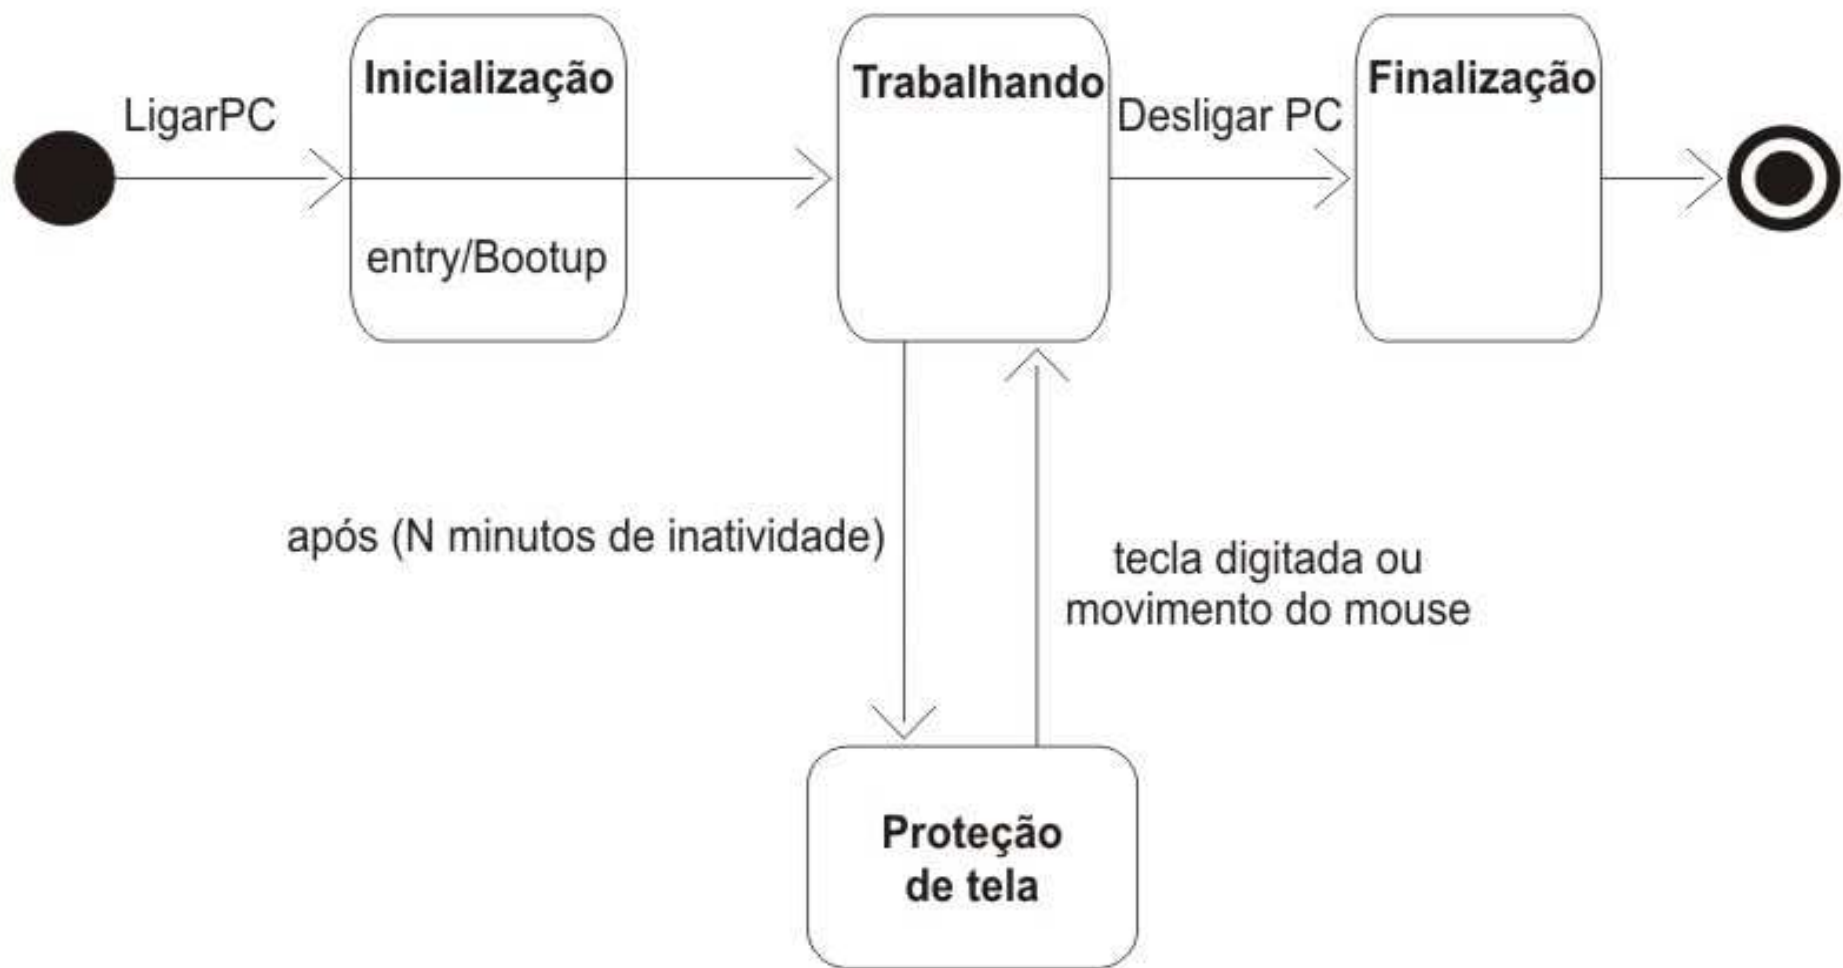 LigarPC
Inicialização
entry/Bootup
Trabalhando
Desligar PC
Finalização
após (N minutos de inatividade)
tecla digitada ou
movimento do mouse
Proteção
de tela